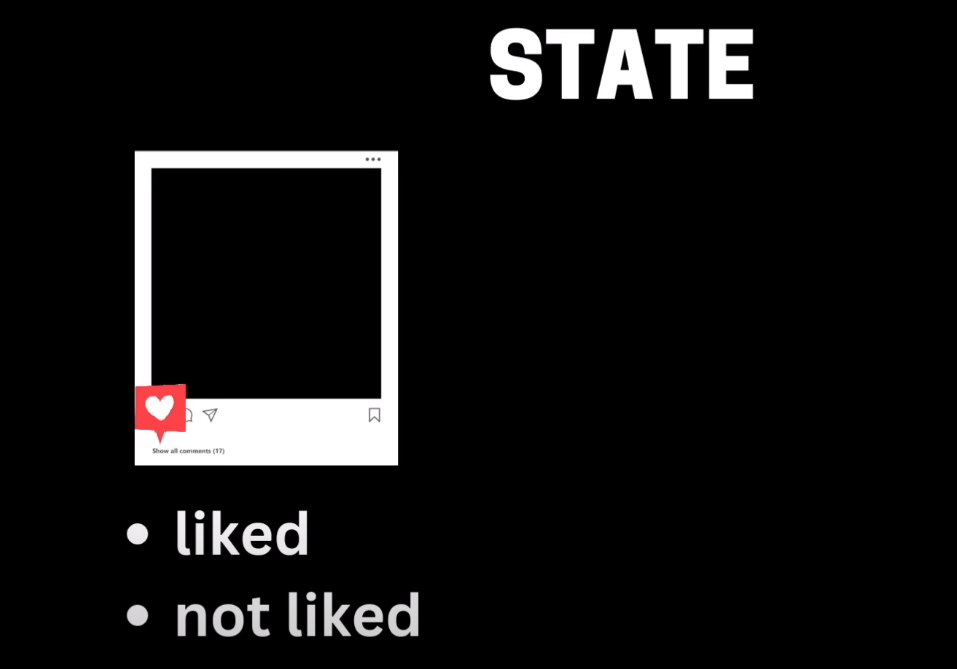 STATE
Show all comments (17)
• liked
• not liked